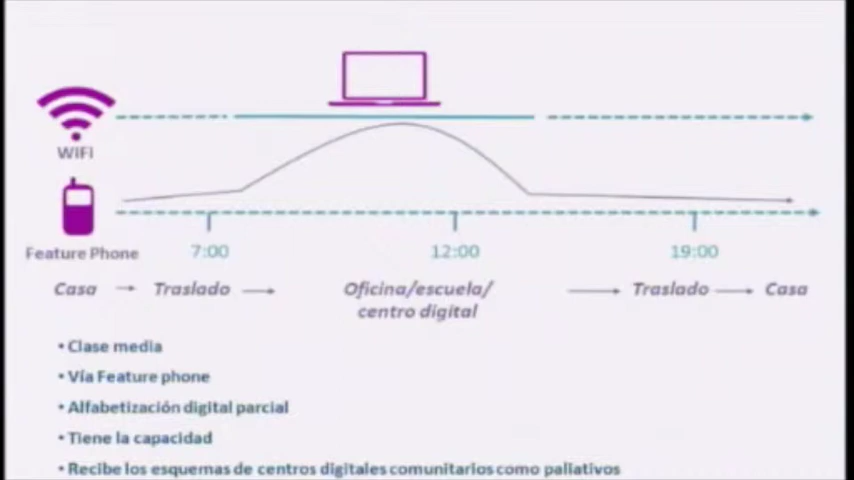 WiFi
Feature Phone
7:00
12:00
19:00
Casa
Traslado
Oficina/escuela/
centro digital
Traslado
Casa
• Clase media
• Vía Feature phone
• Alfabetización digital parcial
• Tiene la capacidad
• Recibe los esquemas de centros digitales comunitarios como paliativos